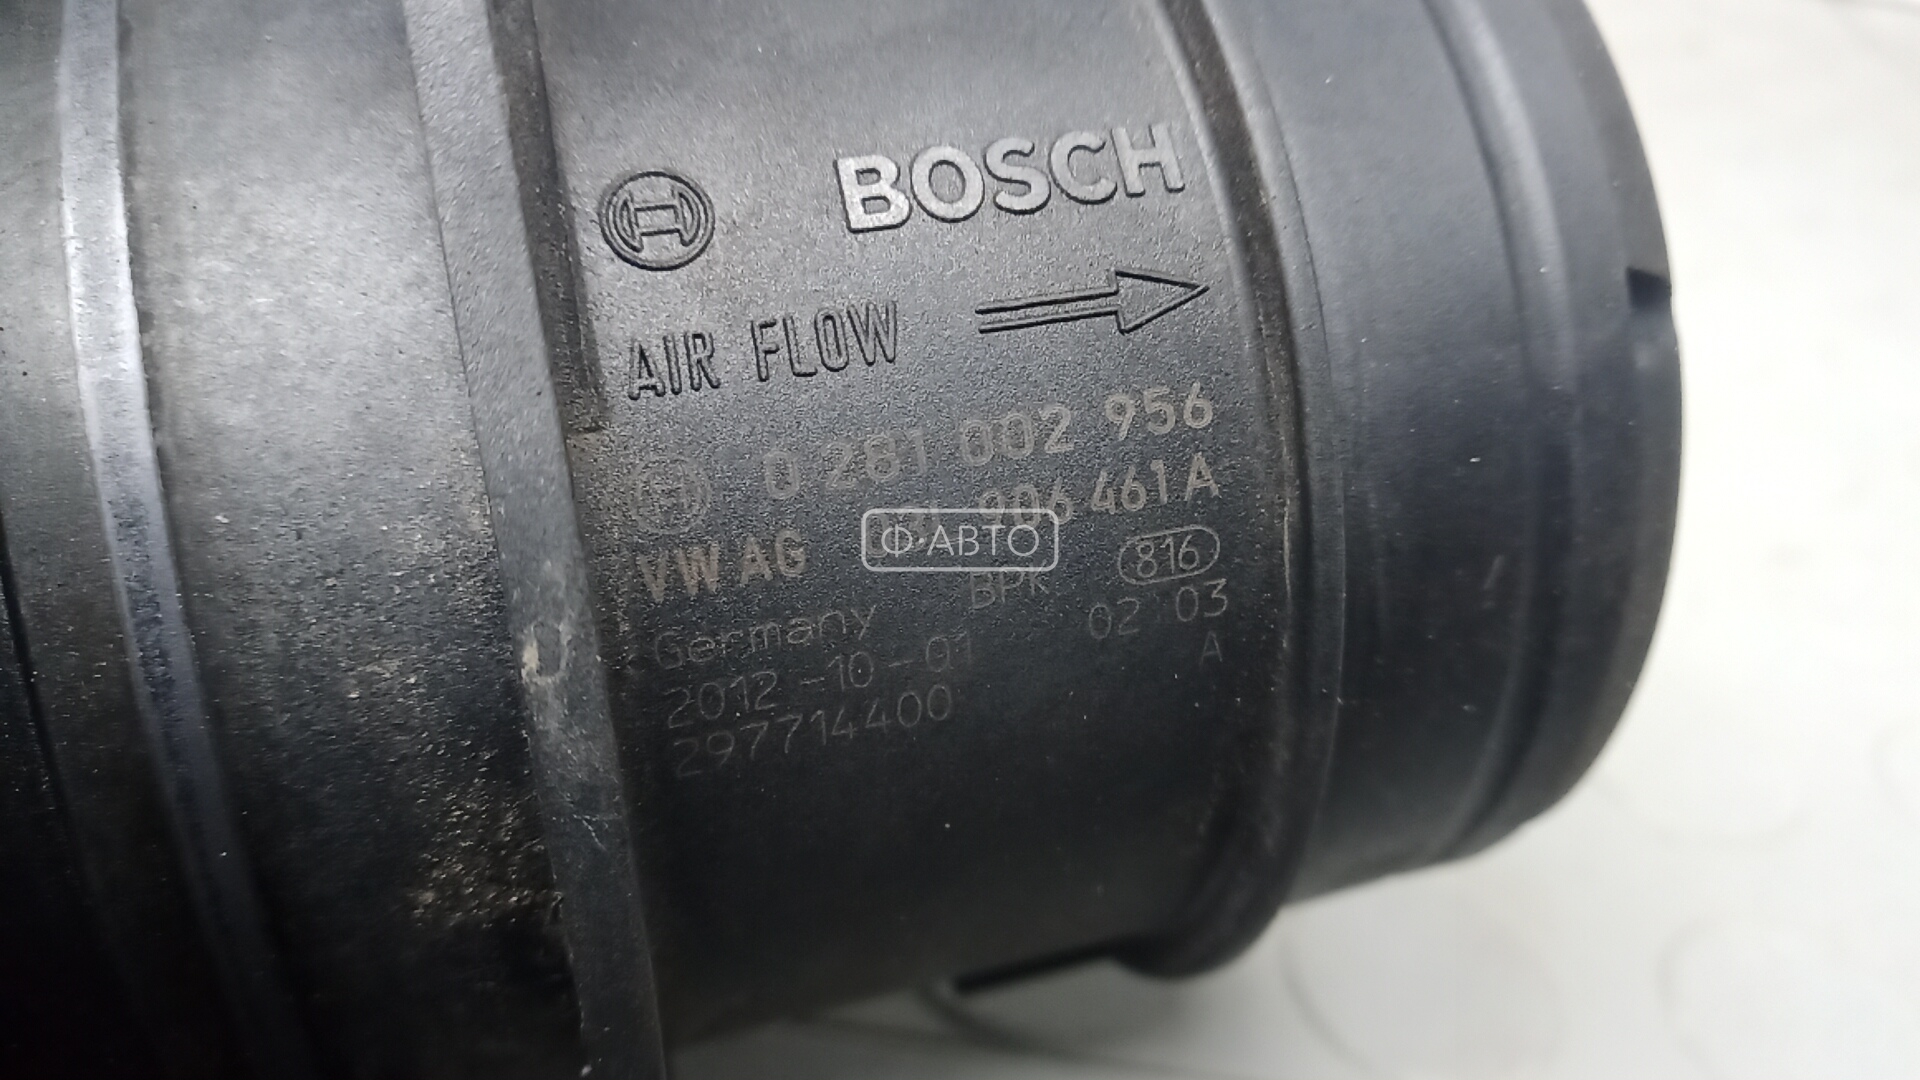 BOSCH
AIR FLOW
0 281 002 956
VW AG 906 461 A
Ф·АВТО
BPK 816
Germany 02 03
2012-10-01 A
297714400